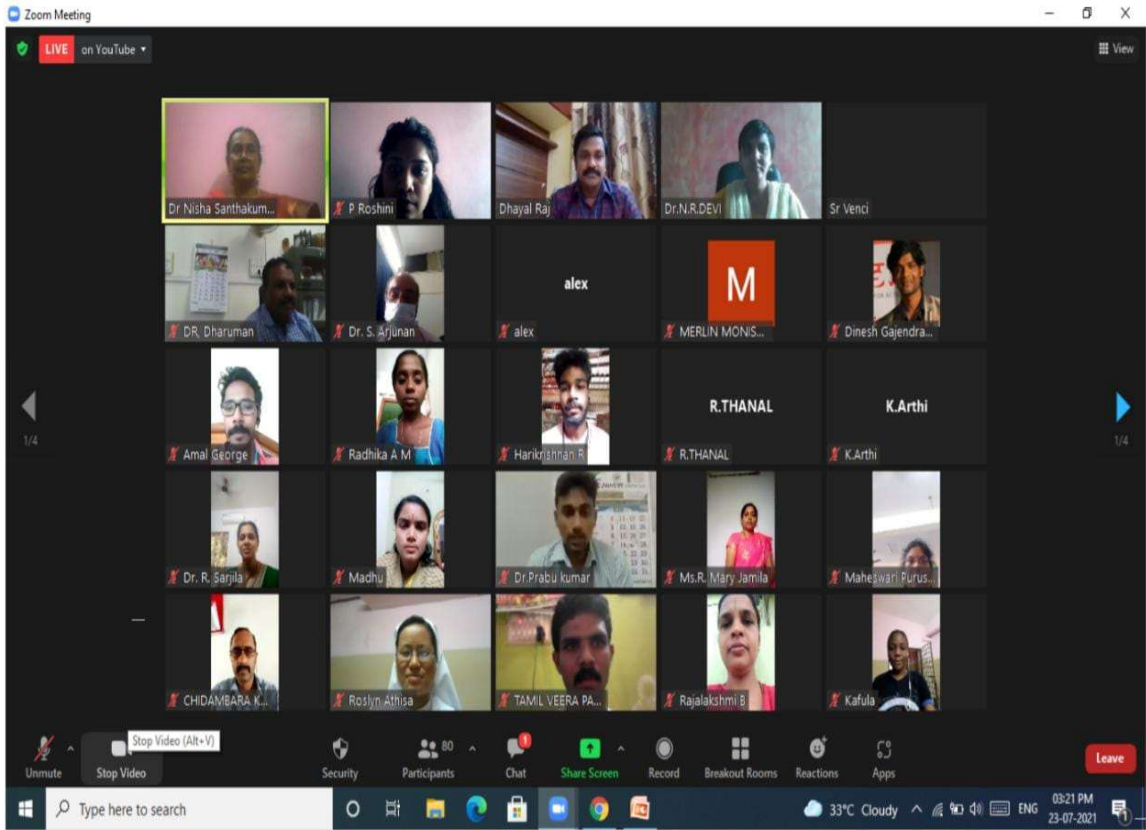 Zoom Meeting
LIVE on YouTube
View
Dr Nisha Santhakum...
P Roshini
Dhayal Raj
Dr.N.R.DEVI
Sr Venci
DR. Dharuman
Dr. S. Arjunan
alex
alex
M
MERLIN MONIS...
Dinesh Gajendra...
Amal George
Radhika A M
Harikrishnan R
R.THANAL
R.THANAL
K.Arthi
K.Arthi
1/4
1/4
Dr. R. Sarjila
Madhu
Dr.Prabu kumar
Ms.R. Mary Jamila
Maheswari Purus...
CHIDAMBARA K...
Roslyn Athisa
TAMIL VEERA PA...
Rajalakshmi B
Kafula
Stop Video (Alt+V)
80
1
Unmute
Stop Video
Security
Participants
Chat
Share Screen
Record
Breakout Rooms
Reactions
Apps
Leave
Type here to search
33°C Cloudy
ENG
03:21 PM
23-07-2021
1